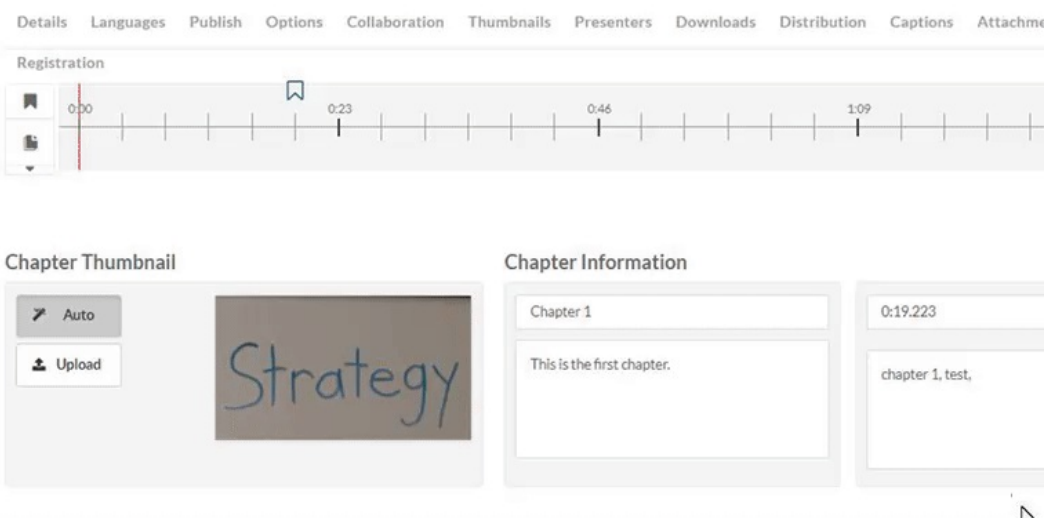 Details Languages Publish Options Collaboration Thumbnails Presenters Downloads Distribution Captions Attachme
Registration
0:00 0:23 0:46 1:09
Chapter Thumbnail Chapter Information
Auto Chapter 1 0:19.223
Upload This is the first chapter. chapter 1, test,
Strategy